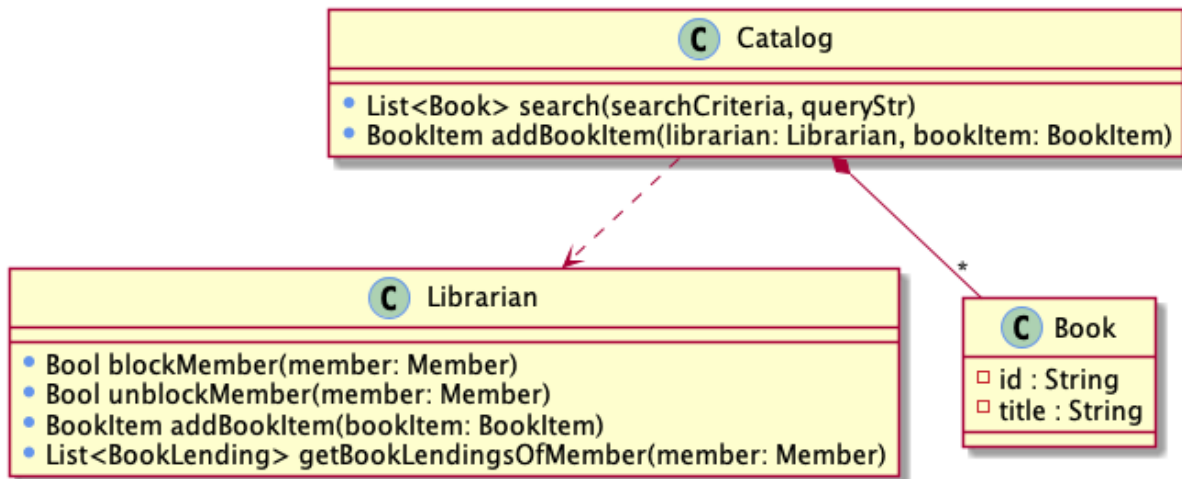 C Catalog
List<Book> search(searchCriteria, queryStr)
BookItem addBookItem(librarian: Librarian, bookItem: BookItem)
*
C Librarian
Bool blockMember(member: Member)
Bool unblockMember(member: Member)
BookItem addBookItem(bookItem: BookItem)
List<BookLending> getBookLendingsOfMember(member: Member)
C Book
id : String
title : String